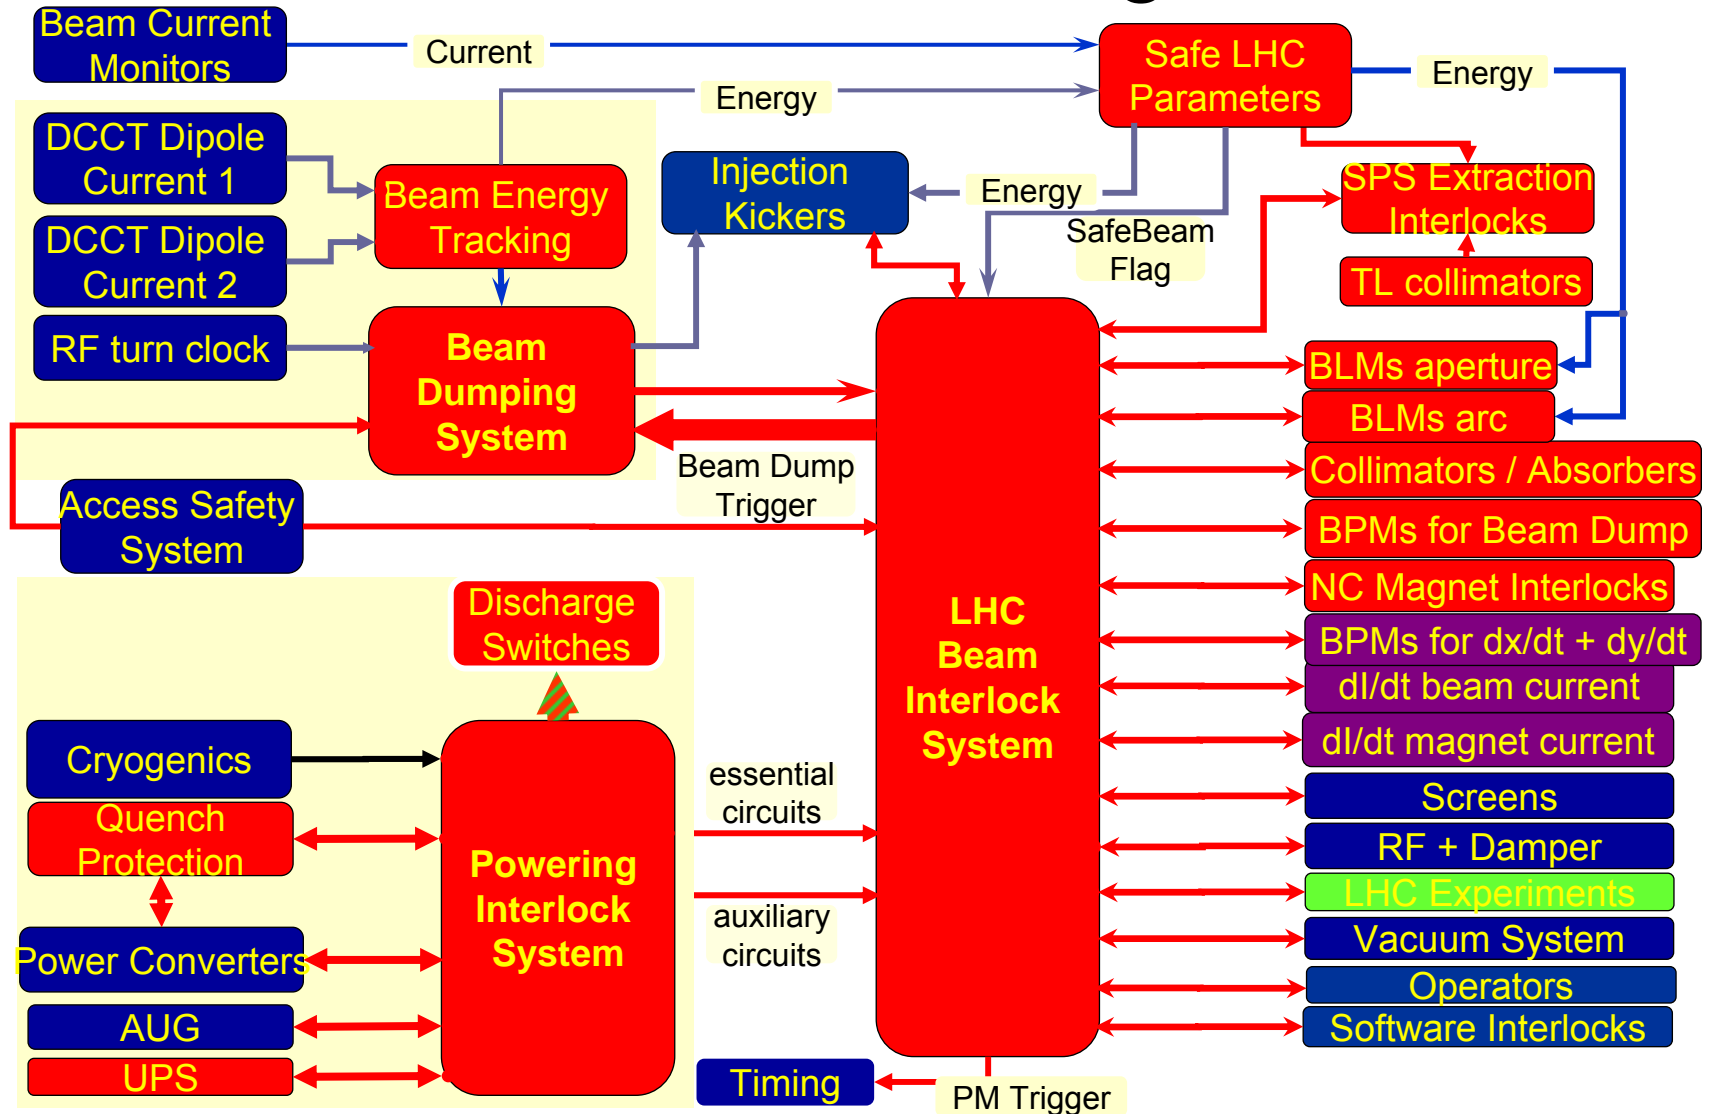 Beam Current
Monitors
Current
Safe LHC
Parameters
Energy
Energy
DCCT Dipole
Current 1
Beam Energy
Tracking
Injection
Kickers
Energy
SPS Extraction
Interlocks
DCCT Dipole
Current 2
SafeBeam
Flag
TL collimators
RF turn clock
Beam
Dumping
System
BLMs aperture
BLMs arc
Beam Dump
Trigger
Collimators / Absorbers
Access Safety
System
BPMs for Beam Dump
Discharge
Switches
LHC
Beam
Interlock
System
NC Magnet Interlocks
BPMs for dx/dt + dy/dt
dI/dt beam current
dI/dt magnet current
Cryogenics
essential
circuits
Screens
Quench
Protection
Powering
Interlock
System
RF + Damper
LHC Experiments
auxiliary
circuits
Power Converters
Vacuum System
Operators
AUG
Software Interlocks
UPS
Timing
PM Trigger